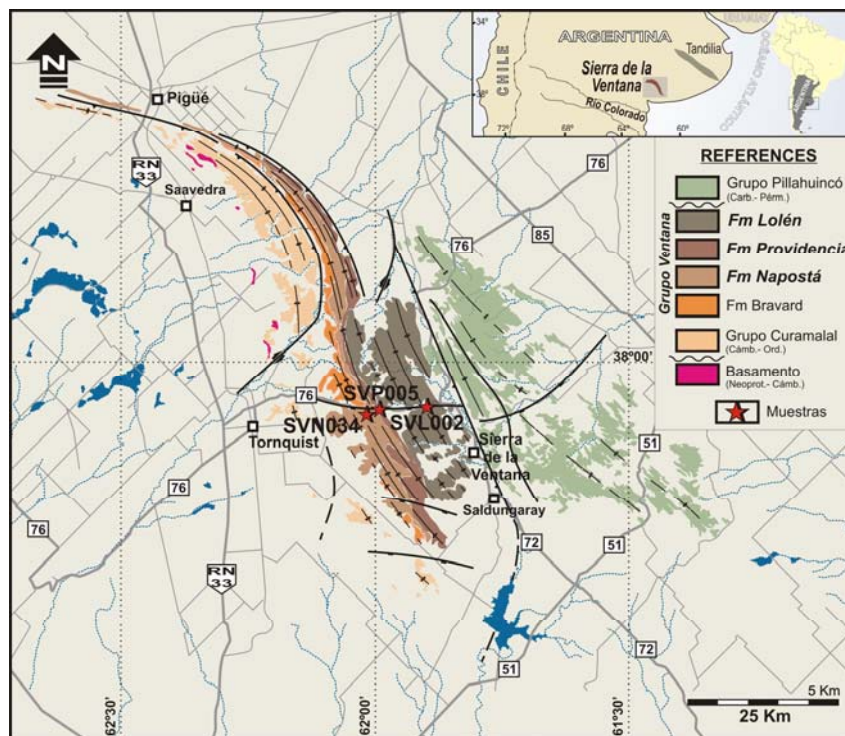 N
Pigüé
RN
33
Saavedra
76
85
76
38°00'
76
SVP005
SVN034
SVL002
Tornquist
Sierra
de la
Ventana
Saldungaray
51
76
76
72
RN
33
51
72
62°30'
62°00'
61°30'
5 Km
25 Km
34°
38°
CHILE
ARGENTINA
URUGUAY
OCÉANO ATLÁNTICO
Tandilia
Sierra de la
Ventana
Río Colorado
72°
68°
64°
60°
REFERENCES
Grupo Pillahuincó
(Carb.- Pérm.)
Grupo Ventana
Fm Lolén
Fm Providencia
Fm Napostá
Fm Bravard
Grupo Curamalal
(Cámb.- Ord.)
Basamento
(Neoprot.- Cámb.)
Muestras